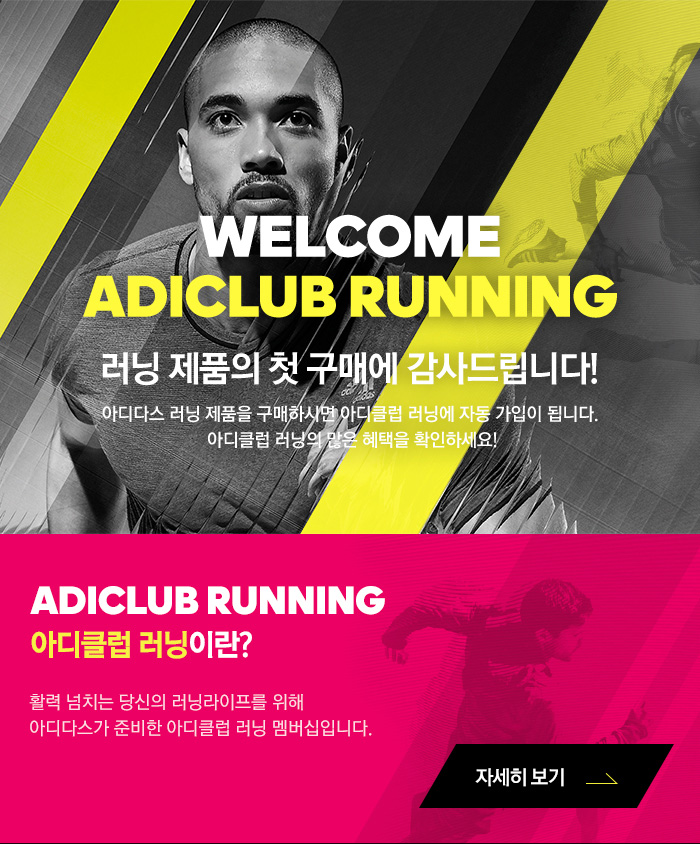 WELCOME
ADICLUB RUNNING
러닝 제품의 첫 구매에 감사드립니다!
아디다스 러닝 제품을 구매하시면 아디클럽 러닝에 자동 가입이 됩니다.
아디클럽 러닝의 많은 혜택을 확인하세요!
adidas
ADICLUB RUNNING
아디클럽 러닝이란?
활력 넘치는 당신의 러닝라이프를 위해
아디다스가 준비한 아디클럽 러닝 멤버십입니다.
자세히 보기